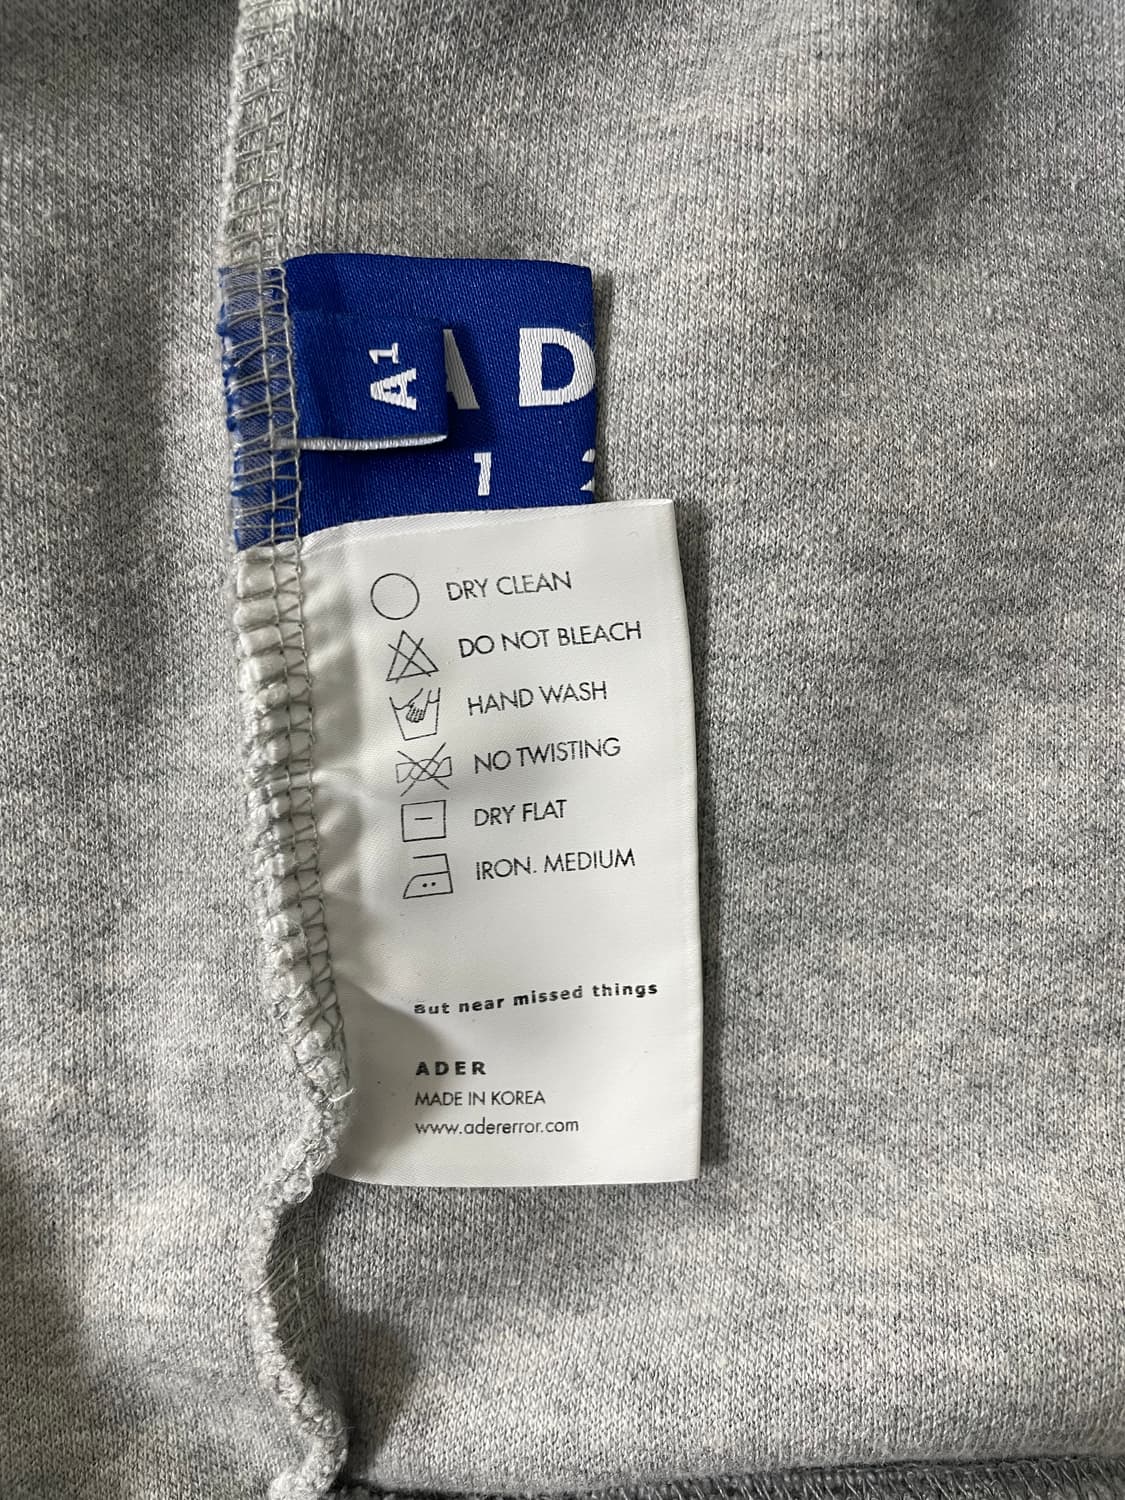 A1
A D
1
DRY CLEAN
DO NOT BLEACH
HAND WASH
NO TWISTING
DRY FLAT
IRON. MEDIUM
But near missed things
ADER
MADE IN KOREA
www.adererror.com